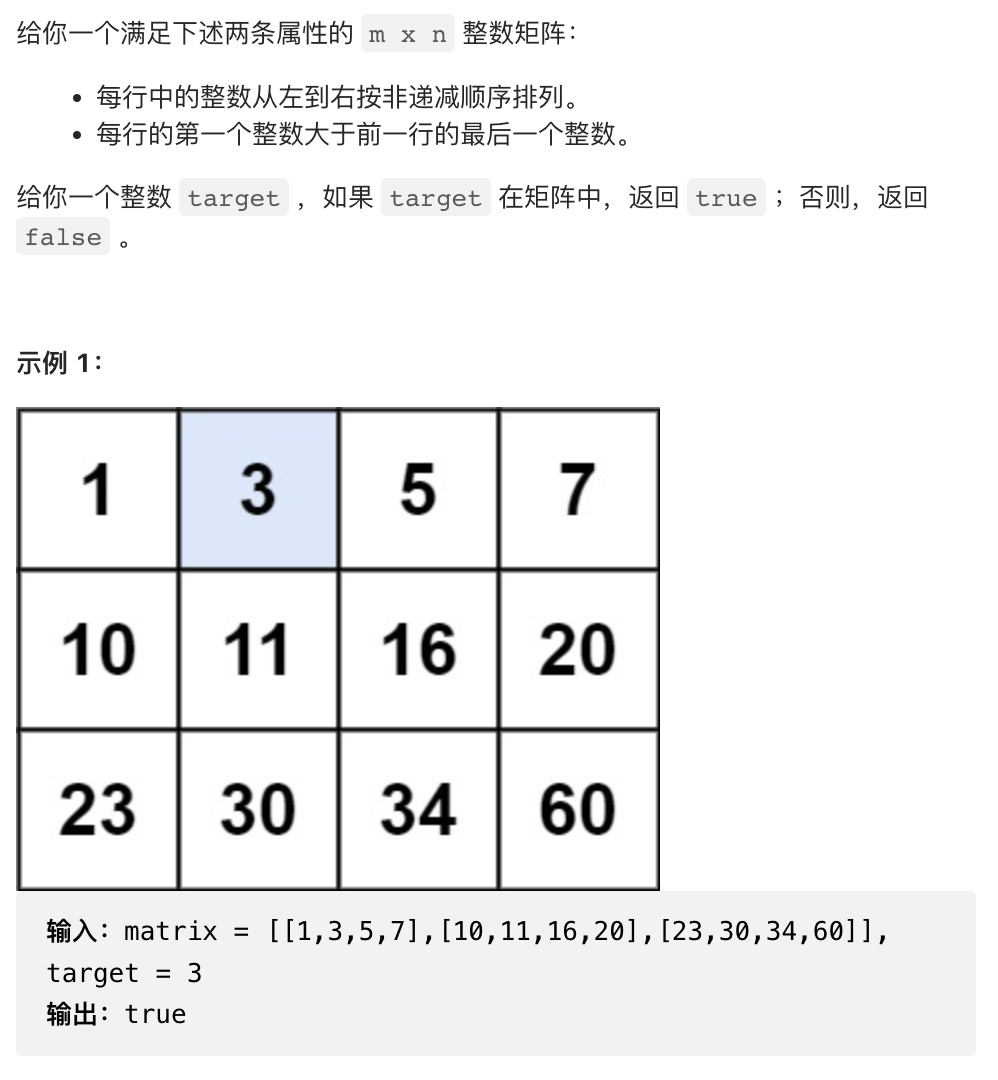 给你一个满足下述两条属性的 m x n 整数矩阵：
• 每行中的整数从左到右按非递减顺序排列。
• 每行的第一个整数大于前一行的最后一个整数。
给你一个整数 target ，如果 target 在矩阵中，返回 true ；否则，返回
false 。
示例 1：
1 3 5 7
10 11 16 20
23 30 34 60
输入：matrix = [[1,3,5,7],[10,11,16,20],[23,30,34,60]],
target = 3
输出：true